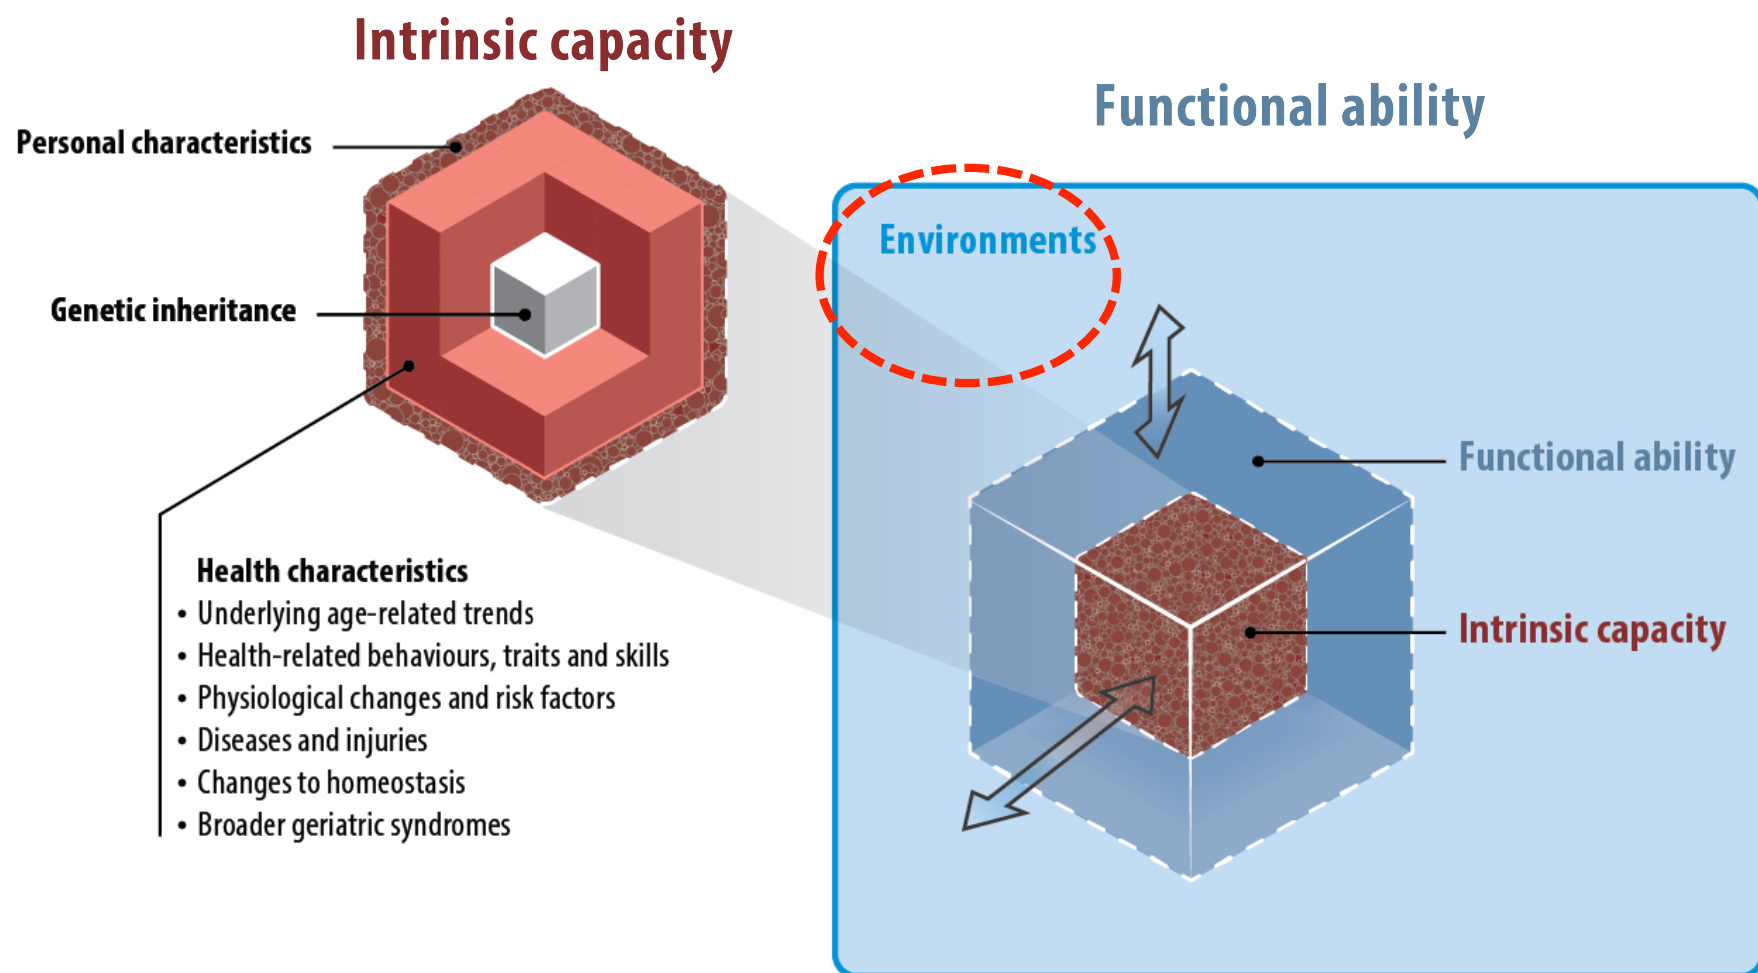 Intrinsic capacity
Functional ability
Personal characteristics
Environments
Genetic inheritance
Functional ability
Intrinsic capacity
Health characteristics
• Underlying age-related trends
• Health-related behaviours, traits and skills
• Physiological changes and risk factors
• Diseases and injuries
• Changes to homeostasis
• Broader geriatric syndromes